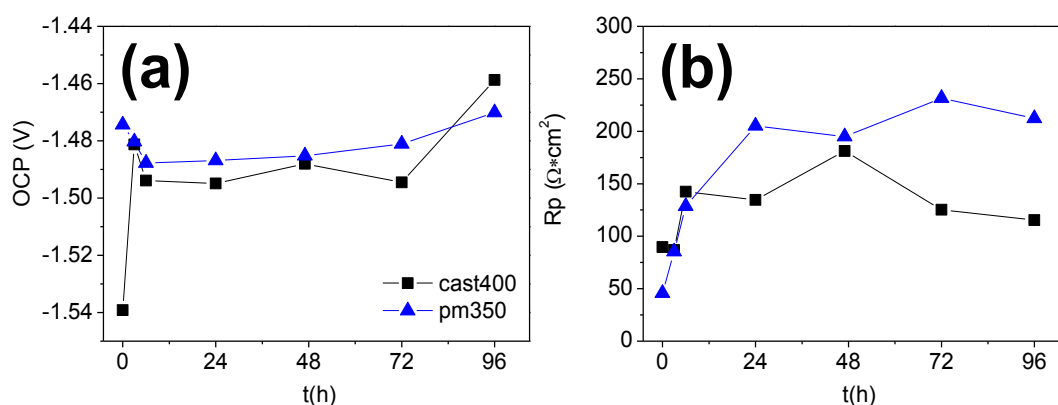 (a)
OCP (V)
-1.44
-1.46
-1.48
-1.50
-1.52
-1.54
0 24 48 72 96
t(h)
cast400
pm350
(b)
Rp (Ω*cm²)
300
250
200
150
100
50
0
0 24 48 72 96
t(h)